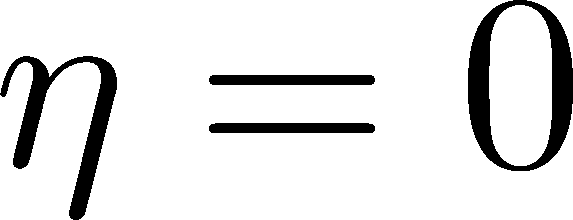 η = 0